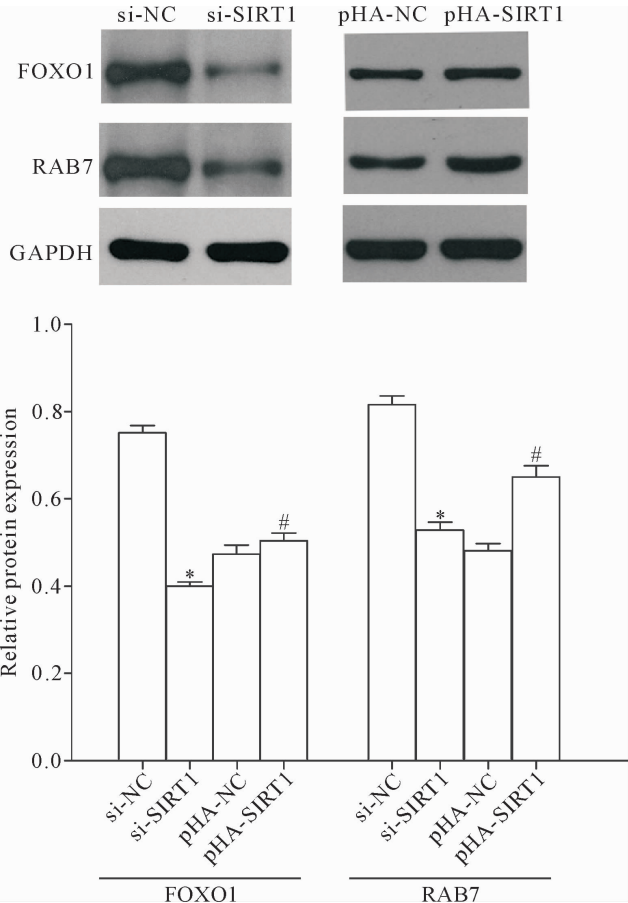 si-NC si-SIRT1 pHA-NC pHA-SIRT1
FOXO1
RAB7
GAPDH
Relative protein expression
1.0
0.8
0.6
0.4
0.2
0.0
* # * #
si-NC si-SIRT1 pHA-NC pHA-SIRT1 si-NC si-SIRT1 pHA-NC pHA-SIRT1
FOXO1 RAB7